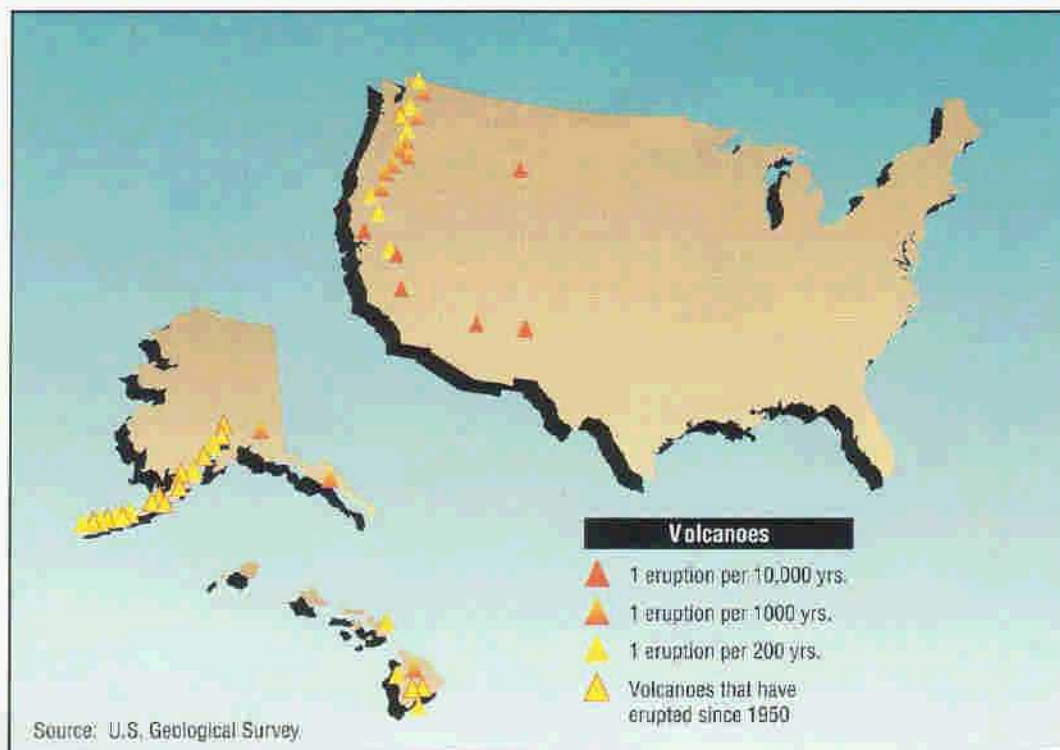 Volcanoes
1 eruption per 10,000 yrs.
1 eruption per 1000 yrs.
1 eruption per 200 yrs.
Volcanoes that have
erupted since 1950
Source: U.S. Geological Survey